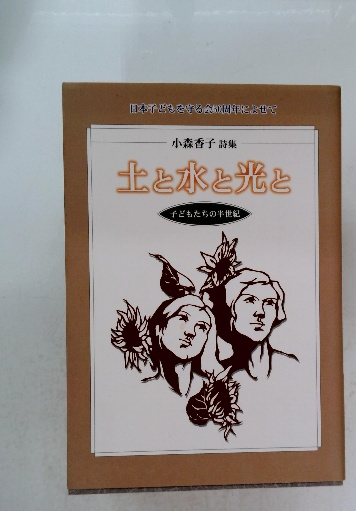 日本子どもを守る会50周年によせて
小森香子 詩集
土と水と光と
子どもたちの半世紀